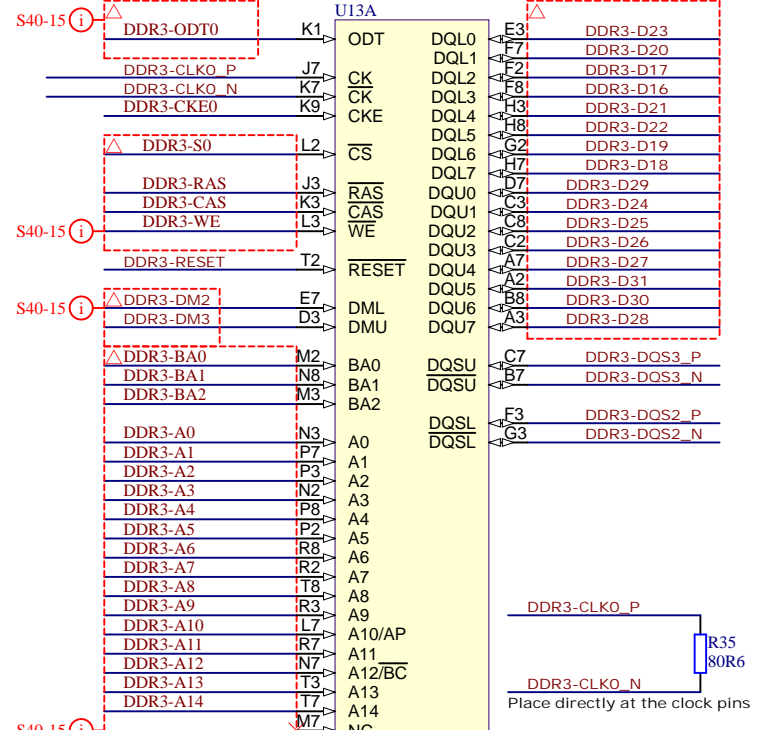 U13A
S40-15 i DDR3-ODT0 K1 ODT DQL0 E3 DDR3-D23
DQL1 F7 DDR3-D20
DDR3-CLK0_P J7 CK DQL2 F2 DDR3-D17
DDR3-CLK0_N K7 CK DQL3 F8 DDR3-D16
DDR3-CKE0 K9 CKE DQL4 H3 DDR3-D21
DQL5 H8 DDR3-D22
DDR3-S0 L2 CS DQL6 G2 DDR3-D19
DQL7 H7 DDR3-D18
DDR3-RAS J3 RAS DQU0 D7 DDR3-D29
DDR3-CAS K3 CAS DQU1 C3 DDR3-D24
S40-15 i DDR3-WE L3 WE DQU2 C8 DDR3-D25
DQU3 C2 DDR3-D26
DDR3-RESET T2 RESET DQU4 A7 DDR3-D27
DQU5 A2 DDR3-D31
S40-15 i DDR3-DM2 E7 DML DQU6 B8 DDR3-D30
DDR3-DM3 D3 DMU DQU7 A3 DDR3-D28
DDR3-BA0 M2 BA0 DQSU C7 DDR3-DQS3_P
DDR3-BA1 N8 BA1 DQSU B7 DDR3-DQS3_N
DDR3-BA2 M3 BA2
DQSL F3 DDR3-DQS2_P
DDR3-A0 N3 A0 DQSL G3 DDR3-DQS2_N
DDR3-A1 P7 A1
DDR3-A2 P3 A2
DDR3-A3 N2 A3
DDR3-A4 P8 A4
DDR3-A5 P2 A5
DDR3-A6 R8 A6
DDR3-A7 R2 A7
DDR3-A8 T8 A8
DDR3-A9 R3 A9 DDR3-CLK0_P
DDR3-A10 L7 A10/AP
DDR3-A11 R7 A11 R35
DDR3-A12 N7 A12/BC 80R6
DDR3-A13 T3 A13 DDR3-CLK0_N
DDR3-A14 T7 A14 Place directly at the clock pins
S40-15 i M7 NC